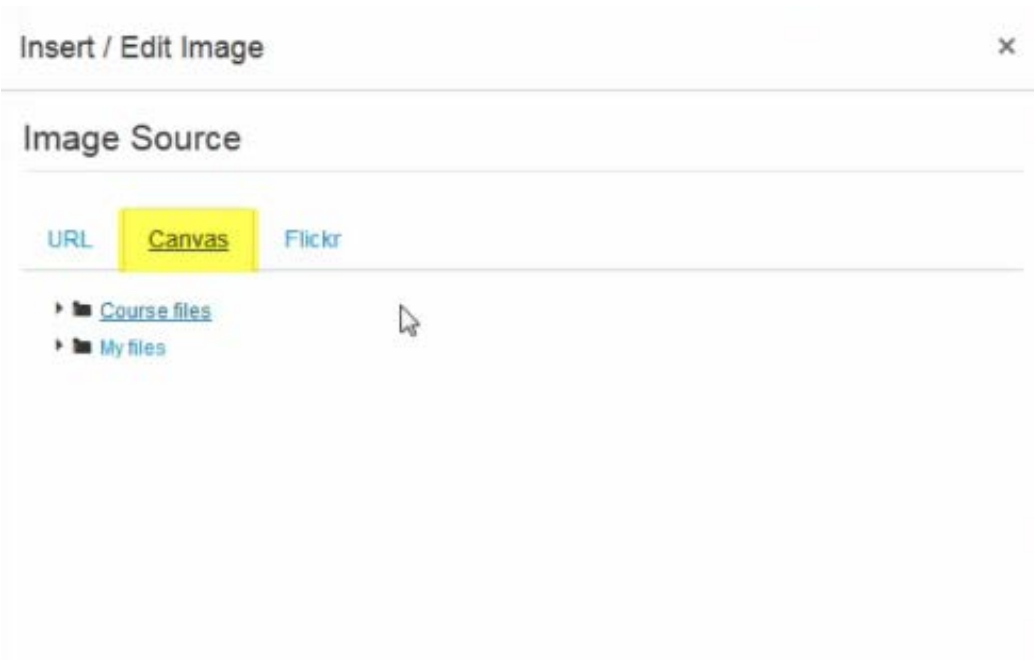 Insert / Edit Image ×
Image Source
URL Canvas Flickr
Course files
My files